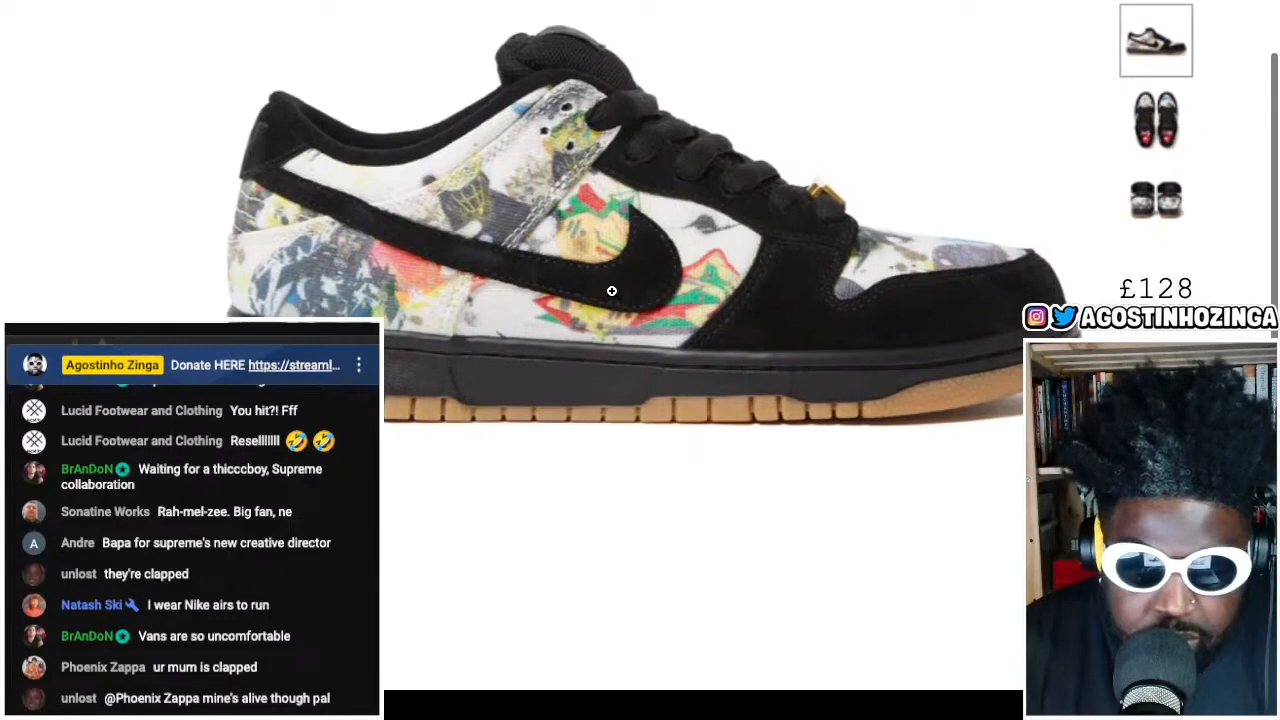 £128
AGOSTINHOZINGA
Agostinho Zinga Donate HERE https://streaml...
Lucid Footwear and Clothing You hit?! Fff
Lucid Footwear and Clothing Reselllllll 🤣 🤣
BrAnDoN Waiting for a thicccboy, Supreme
collaboration
Sonatine Works Rah-mel-zee. Big fan, ne
A Andre Bapa for supreme's new creative director
unlost they're clapped
Natash Ski I wear Nike airs to run
BrAnDoN Vans are so uncomfortable
Phoenix Zappa ur mum is clapped
unlost @Phoenix Zappa mine's alive though pal